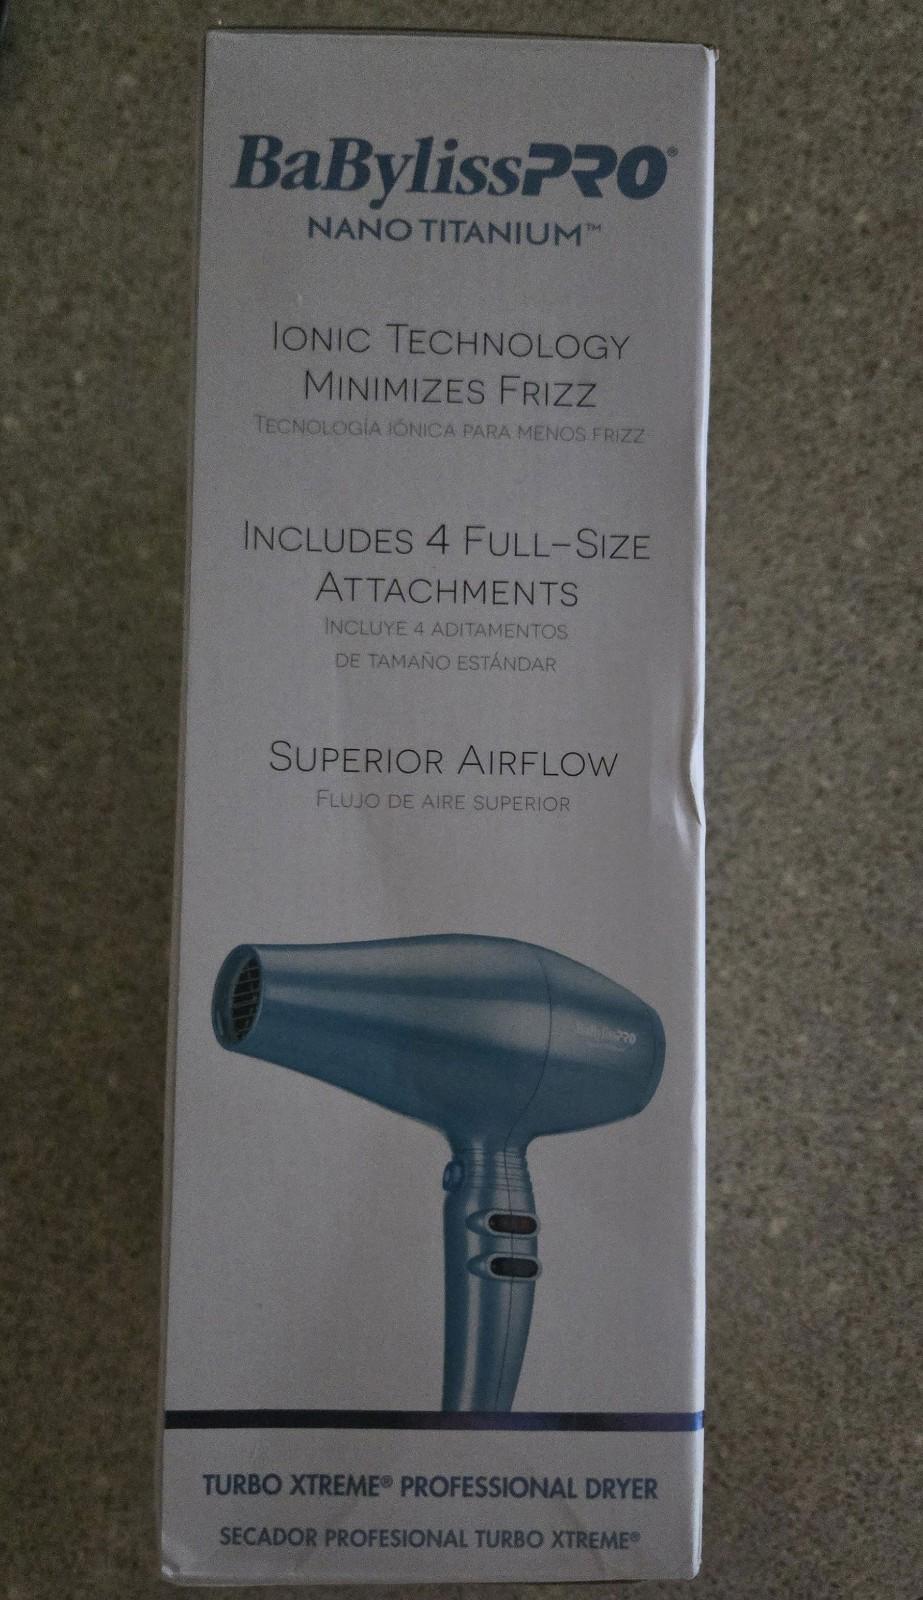 BaBylissPRO®
NANO TITANIUM™
IONIC TECHNOLOGY
MINIMIZES FRIZZ
TECNOLOGÍA IÓNICA PARA MENOS FRIZZ
INCLUDES 4 FULL-SIZE
ATTACHMENTS
INCLUYE 4 ADITAMENTOS
DE TAMAÑO ESTÁNDAR
SUPERIOR AIRFLOW
FLUJO DE AIRE SUPERIOR
BaBylissPRO
TURBO XTREME® PROFESSIONAL DRYER
SECADOR PROFESIONAL TURBO XTREME®